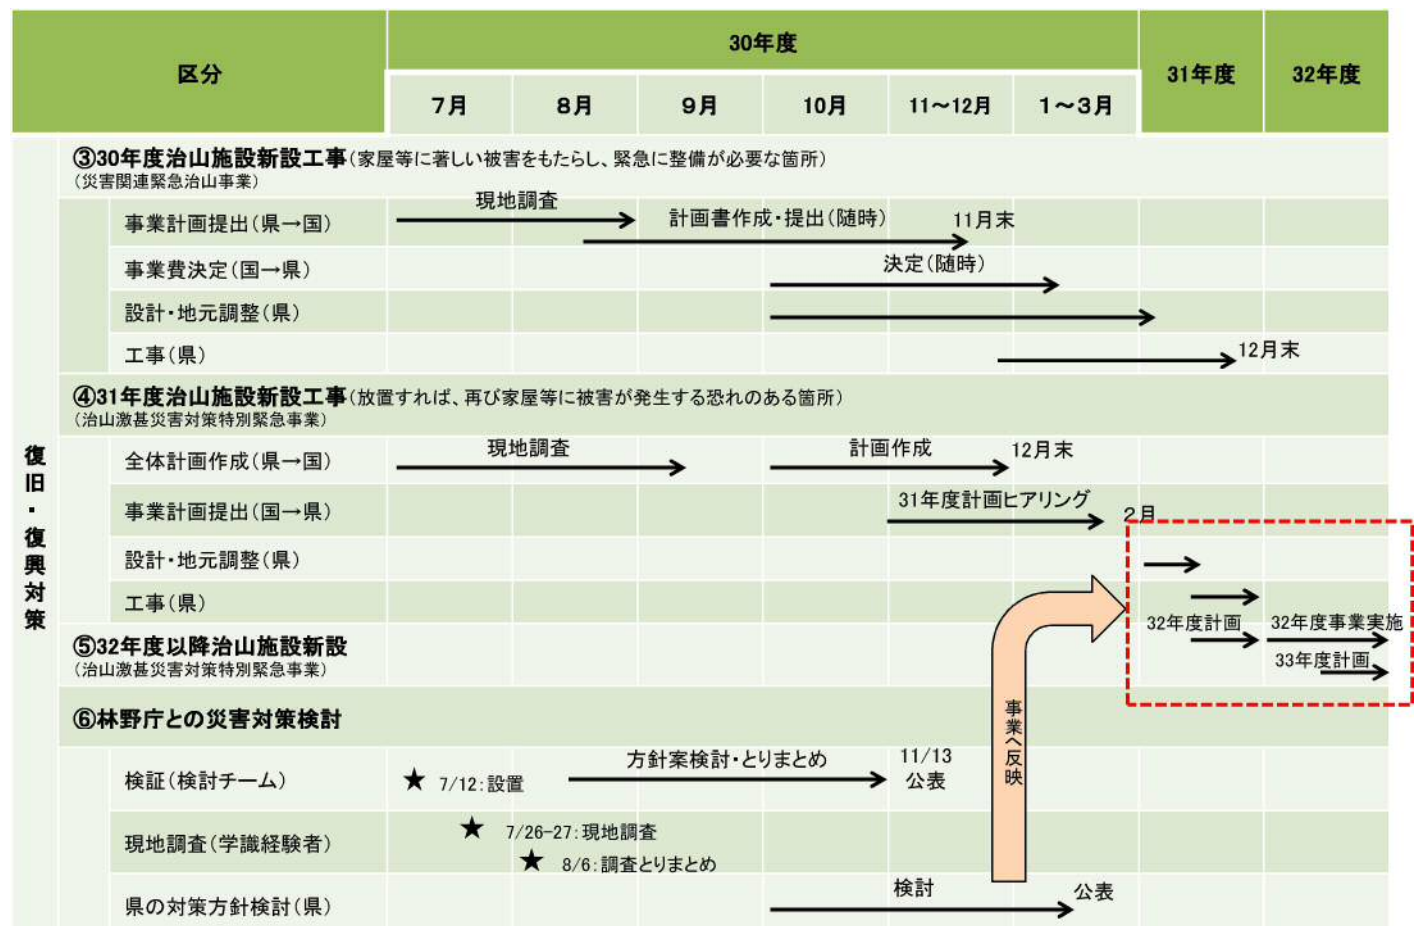 区分
30年度
31年度
32年度
7月
8月
9月
10月
11～12月
1～3月
復旧・復興対策
③30年度治山施設新設工事（家屋等に著しい被害をもたらし、緊急に整備が必要な箇所）
（災害関連緊急治山事業）
事業計画提出（県→国）
現地調査
計画書作成・提出（随時）
11月末
事業費決定（国→県）
決定（随時）
設計・地元調整（県）
工事（県）
12月末
④31年度治山施設新設工事（放置すれば、再び家屋等に被害が発生する恐れのある箇所）
（治山激甚災害対策特別緊急事業）
全体計画作成（県→国）
現地調査
計画作成
12月末
事業計画提出（国→県）
31年度計画ヒアリング
2月
設計・地元調整（県）
工事（県）
⑤32年度以降治山施設新設
（治山激甚災害対策特別緊急事業）
32年度計画
32年度事業実施
33年度計画
⑥林野庁との災害対策検討
事業へ反映
検証（検討チーム）
★ 7/12：設置
方針案検討・とりまとめ
11/13
公表
現地調査（学識経験者）
★ 7/26-27：現地調査
★ 8/6：調査とりまとめ
県の対策方針検討（県）
検討
公表